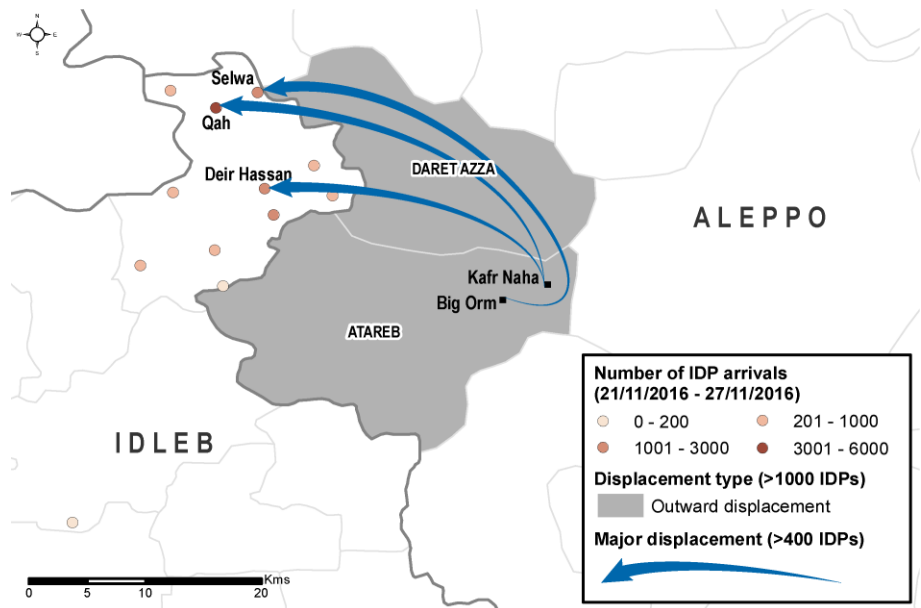 N
W E
S
Selwa
Qah
Deir Hassan
DARET AZZA
ALEPPO
Kafr Naha
Big Orm
ATAREB
IDLEB
Number of IDP arrivals
(21/11/2016 - 27/11/2016)
0 - 200
201 - 1000
1001 - 3000
3001 - 6000
Displacement type (>1000 IDPs)
Outward displacement
Major displacement (>400 IDPs)
Kms
0 5 10 20